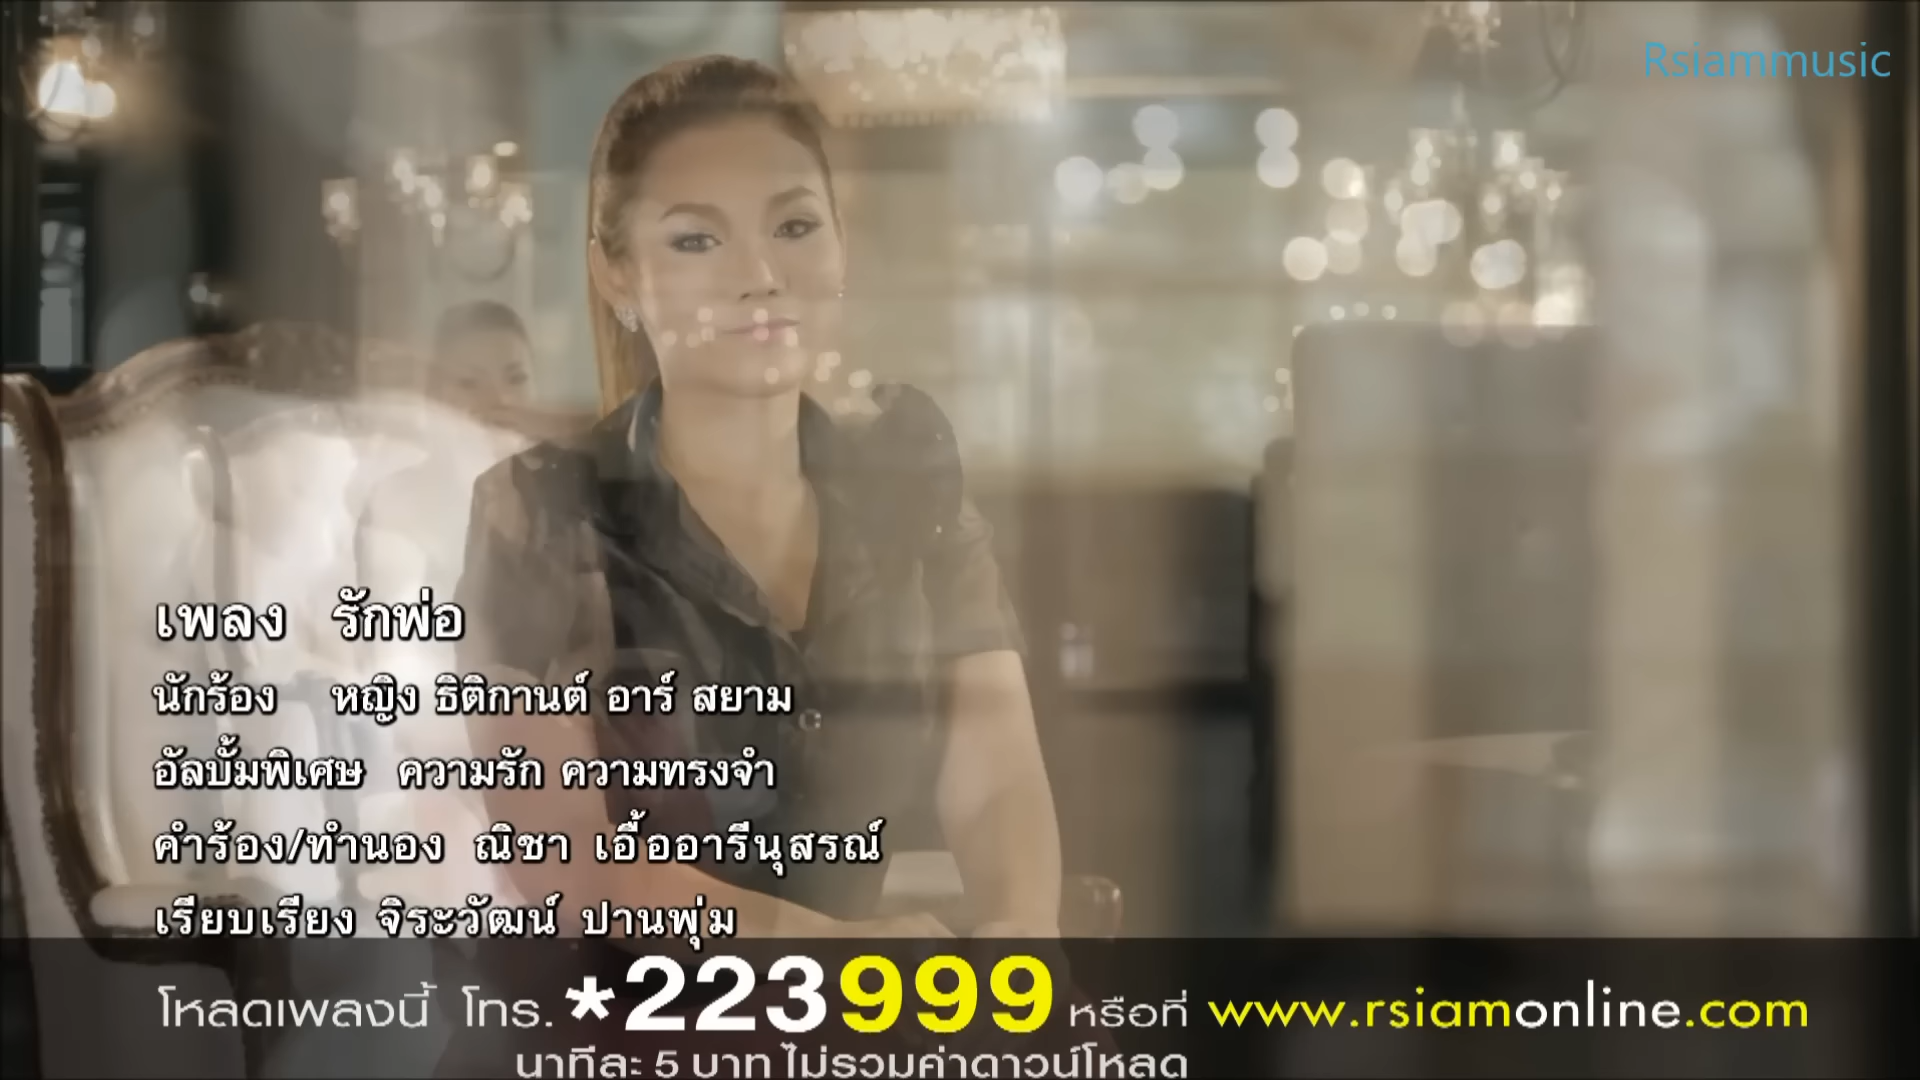 Rsiammusic
เพลง รักพ่อ
นักร้อง หญิง ธิติกานต์ อาร์ สยาม
อัลบั้มพิเศษ ความรัก ความทรงจำ
คำร้อง/ทำนอง ณิชา เอื้ออารีนุสรณ์
เรียบเรียง จิระวัฒน์ ปานพุ่ม
โหลดเพลงนี้ โทร. *223999 หรือที่ www.rsiamonline.com
นาทีละ 5 บาท ไม่รวมค่าดาวน์โหลด